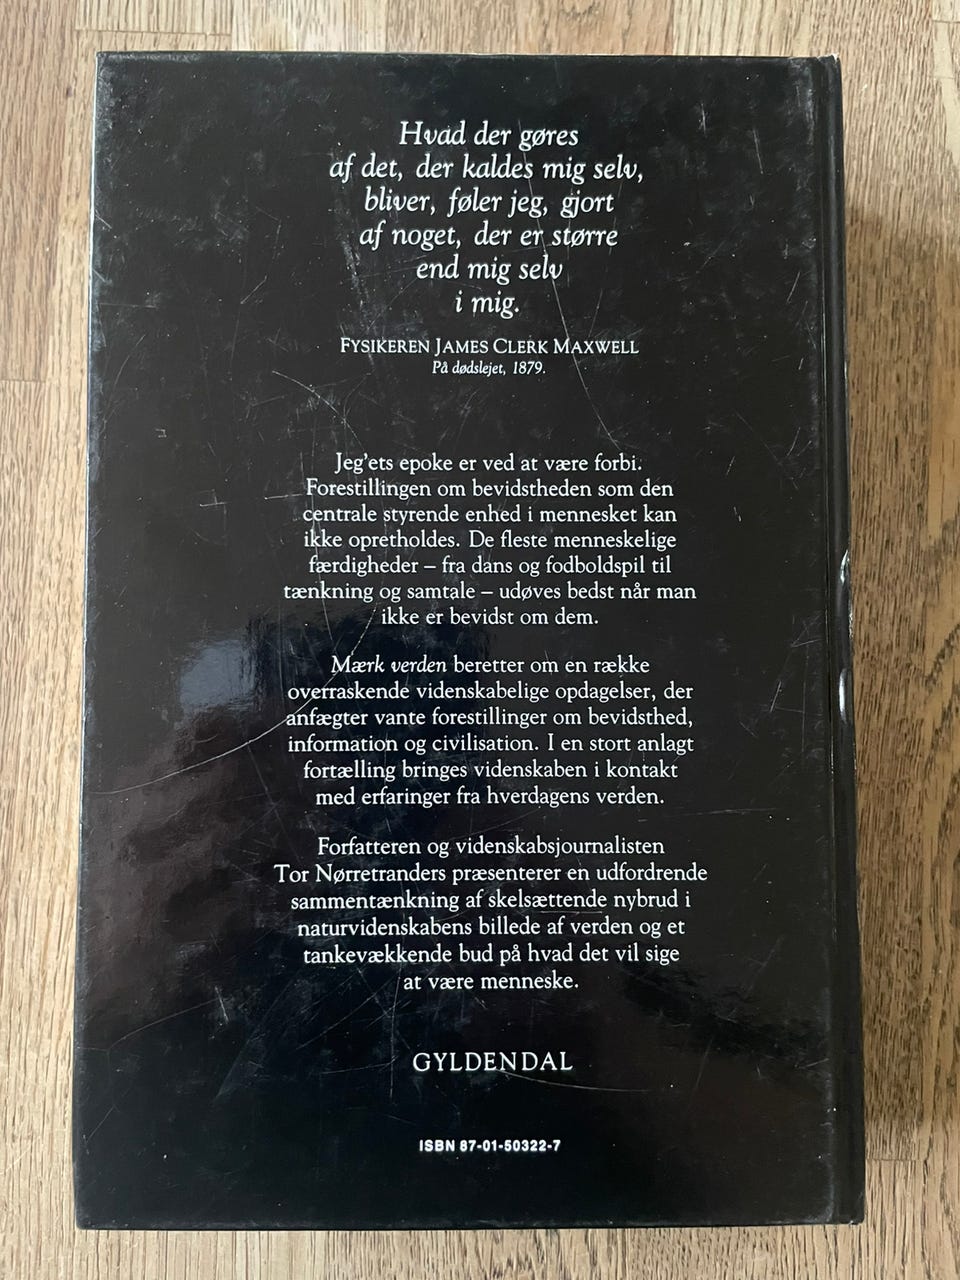 Hvad der gøres
af det, der kaldes mig selv,
bliver, føler jeg, gjort
af noget, der er større
end mig selv
i mig.
FYSIKEREN JAMES CLERK MAXWELL
På dødslejet, 1879.
Jeg'ets epoke er ved at være forbi.
Forestillingen om bevidstheden som den
centrale styrende enhed i mennesket kan
ikke opretholdes. De fleste menneskelige
færdigheder – fra dans og fodboldspil til
tænkning og samtale – udøves bedst når man
ikke er bevidst om dem.
Mærk verden beretter om en række
overraskende videnskabelige opdagelser, der
anfægter vante forestillinger om bevidsthed,
information og civilisation. I en stort anlagt
fortælling bringes videnskaben i kontakt
med erfaringer fra hverdagens verden.
Forfatteren og videnskabsjournalisten
Tor Nørretranders præsenterer en udfordrende
sammentænkning af skelsættende nybrud i
naturvidenskabens billede af verden og et
tankevækkende bud på hvad det vil sige
at være menneske.
GYLDENDAL
ISBN 87-01-50322-7